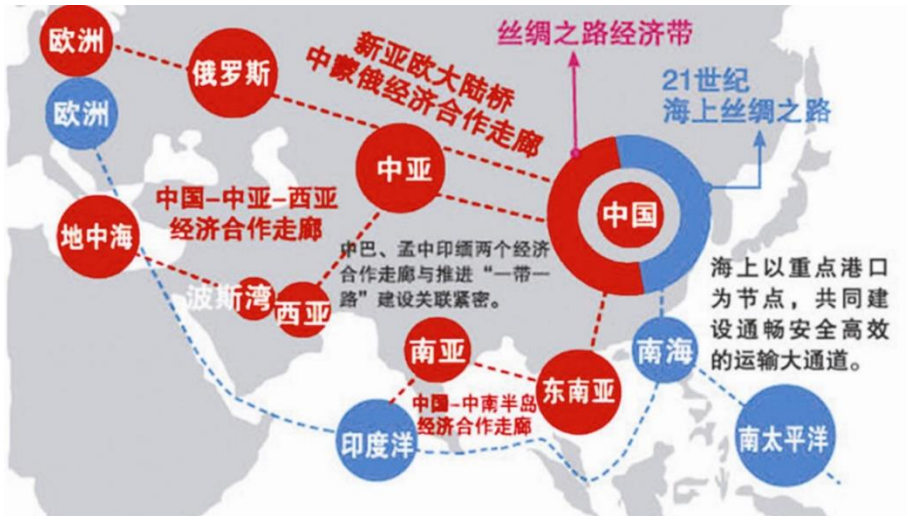 欧洲
俄罗斯
欧洲
新亚欧大陆桥
中蒙俄经济合作走廊
丝绸之路经济带
21世纪
海上丝绸之路
中亚
中国
中国-中亚-西亚
经济合作走廊
地中海
波斯湾
西亚
中巴、孟中印缅两个经济
合作走廊与推进“一带一
路”建设关联紧密。
海上以重点港口
为节点，共同建
设通畅安全高效
的运输大通道。
南亚
东南亚
南海
中国-中南半岛
经济合作走廊
印度洋
南太平洋